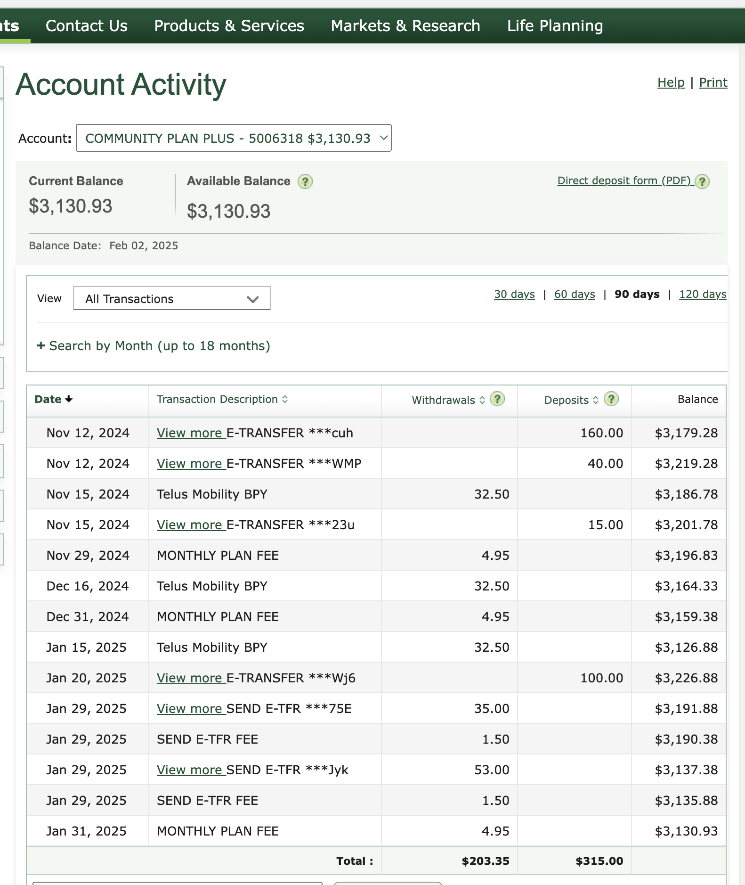 Contact Us Products & Services Markets & Research Life Planning
Account Activity
Help | Print
Account: COMMUNITY PLAN PLUS - 5006318 $3,130.93
Current Balance Available Balance ? Direct deposit form (PDF) ?
$3,130.93 $3,130.93
Balance Date: Feb 02, 2025
View All Transactions 30 days | 60 days | 90 days | 120 days
+ Search by Month (up to 18 months)
Date Transaction Description Withdrawals ? Deposits ? Balance
Nov 12, 2024 View more E-TRANSFER ***cuh 160.00 $3,179.28
Nov 12, 2024 View more E-TRANSFER ***WMP 40.00 $3,219.28
Nov 15, 2024 Telus Mobility BPY 32.50 $3,186.78
Nov 15, 2024 View more E-TRANSFER ***23u 15.00 $3,201.78
Nov 29, 2024 MONTHLY PLAN FEE 4.95 $3,196.83
Dec 16, 2024 Telus Mobility BPY 32.50 $3,164.33
Dec 31, 2024 MONTHLY PLAN FEE 4.95 $3,159.38
Jan 15, 2025 Telus Mobility BPY 32.50 $3,126.88
Jan 20, 2025 View more E-TRANSFER ***Wj6 100.00 $3,226.88
Jan 29, 2025 View more SEND E-TFR ***75E 35.00 $3,191.88
Jan 29, 2025 SEND E-TFR FEE 1.50 $3,190.38
Jan 29, 2025 View more SEND E-TFR ***Jyk 53.00 $3,137.38
Jan 29, 2025 SEND E-TFR FEE 1.50 $3,135.88
Jan 31, 2025 MONTHLY PLAN FEE 4.95 $3,130.93
Total : $203.35 $315.00